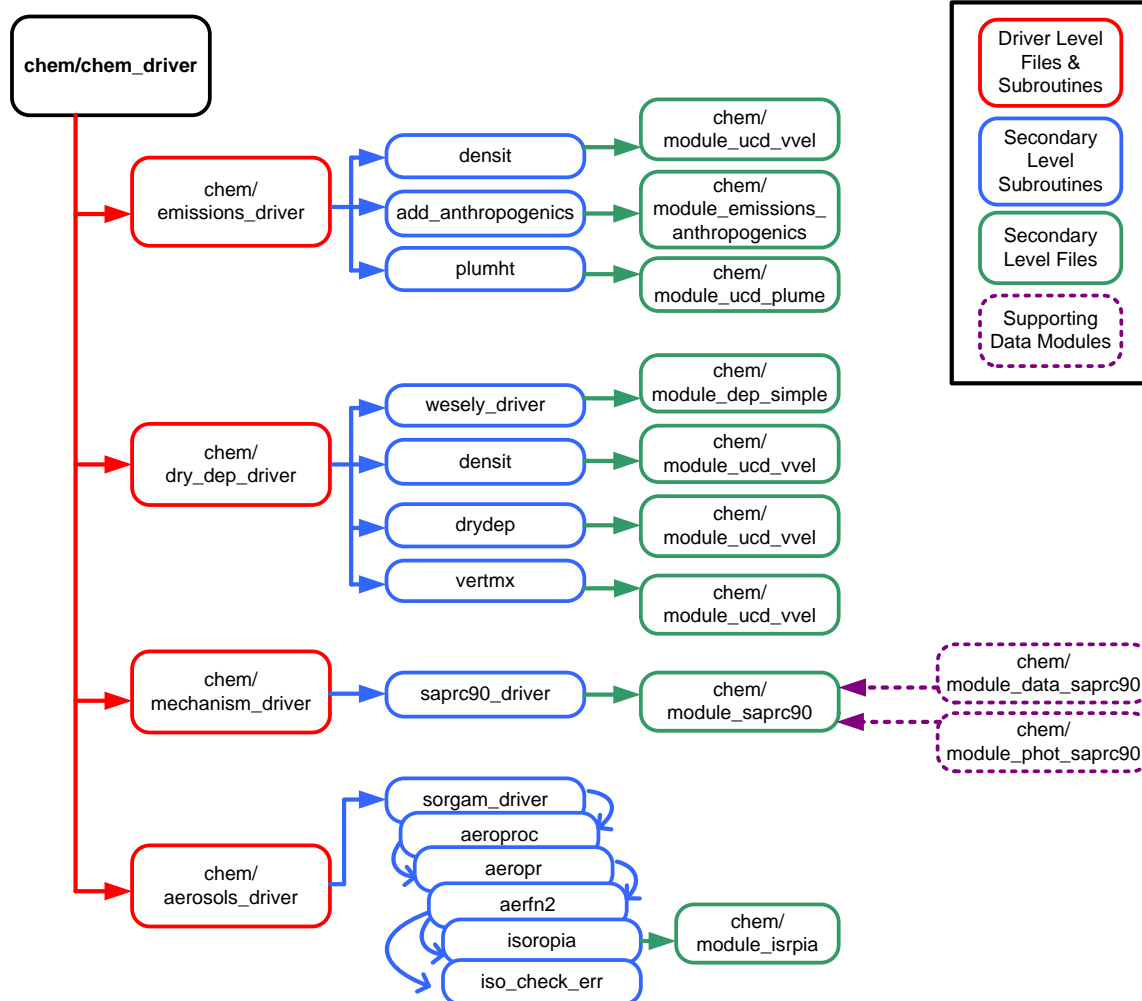 chem/chem_driver
Driver Level
Files &
Subroutines
Secondary
Level
Subroutines
Secondary
Level Files
Supporting
Data Modules
chem/
emissions_driver
densit
chem/
module_ucd_vvel
add_anthropogenics
chem/
module_emissions_
anthropogenics
plumht
chem/
module_ucd_plume
chem/
dry_dep_driver
wesely_driver
chem/
module_dep_simple
densit
chem/
module_ucd_vvel
drydep
chem/
module_ucd_vvel
vertmx
chem/
module_ucd_vvel
chem/
mechanism_driver
saprc90_driver
chem/
module_saprc90
chem/
module_data_saprc90
chem/
module_phot_saprc90
chem/
aerosols_driver
sorgam_driver
aeroproc
aeropr
aerfn2
isoropia
chem/
module_isrpia
iso_check_err